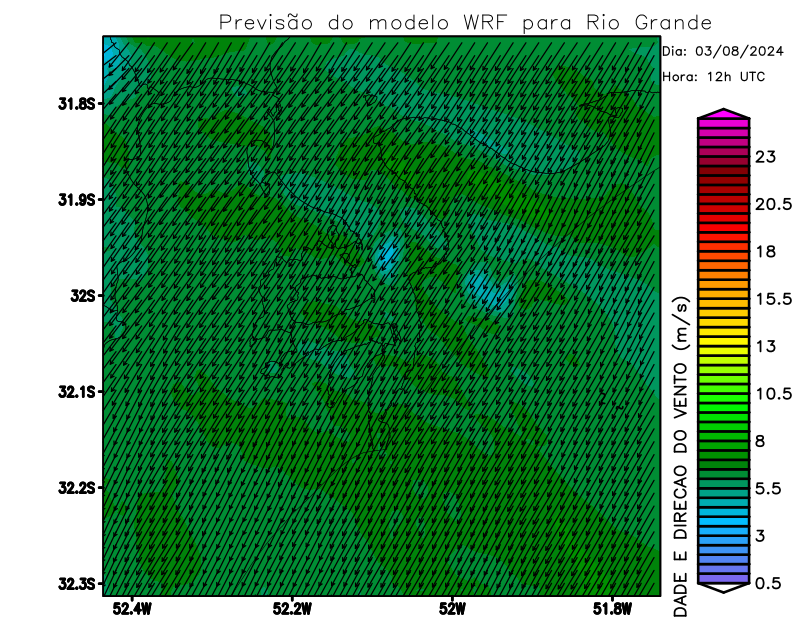 Previsão do modelo WRF para Rio Grande
Dia: 03/08/2024
Hora: 12h UTC
31.8S
31.9S
32S
32.1S
32.2S
32.3S
52.4W
52.2W
52W
51.8W
DADE E DIRECAO DO VENTO (m/s)
23
20.5
18
15.5
13
10.5
8
5.5
3
0.5